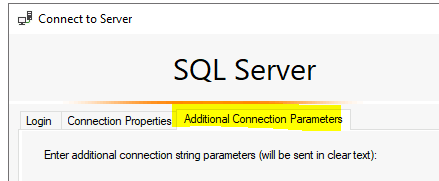 Connect to Server
SQL Server
Login Connection Properties Additional Connection Parameters
Enter additional connection string parameters (will be sent in clear text):